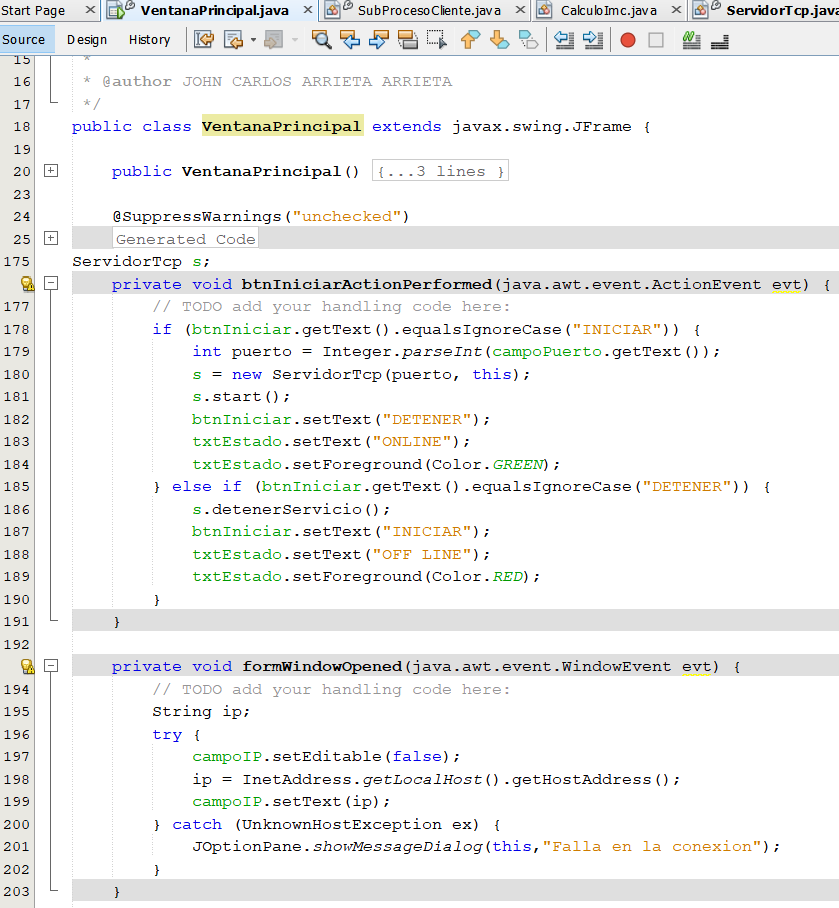 Start Page VentanaPrincipal.java SubProcesoCliente.java CalculoImc.java ServidorTcp.java
Source Design History
15 *
16 * @author JOHN CARLOS ARRIETA ARRIETA
17 */
18 public class VentanaPrincipal extends javax.swing.JFrame {
19
20 public VentanaPrincipal() {...3 lines }
23
24 @SuppressWarnings("unchecked")
25 Generated Code
175 ServidorTcp s;
private void btnIniciarActionPerformed(java.awt.event.ActionEvent evt) {
177 // TODO add your handling code here:
178 if (btnIniciar.getText().equalsIgnoreCase("INICIAR")) {
179 int puerto = Integer.parseInt(campoPuerto.getText());
180 s = new ServidorTcp(puerto, this);
181 s.start();
182 btnIniciar.setText("DETENER");
183 txtEstado.setText("ONLINE");
184 txtEstado.setForeground(Color.GREEN);
185 } else if (btnIniciar.getText().equalsIgnoreCase("DETENER")) {
186 s.detenerServicio();
187 btnIniciar.setText("INICIAR");
188 txtEstado.setText("OFF LINE");
189 txtEstado.setForeground(Color.RED);
190 }
191 }
192
private void formWindowOpened(java.awt.event.WindowEvent evt) {
194 // TODO add your handling code here:
195 String ip;
196 try {
197 campoIP.setEditable(false);
198 ip = InetAddress.getLocalHost().getHostAddress();
199 campoIP.setText(ip);
200 } catch (UnknownHostException ex) {
201 JOptionPane.showMessageDialog(this,"Falla en la conexion");
202 }
203 }